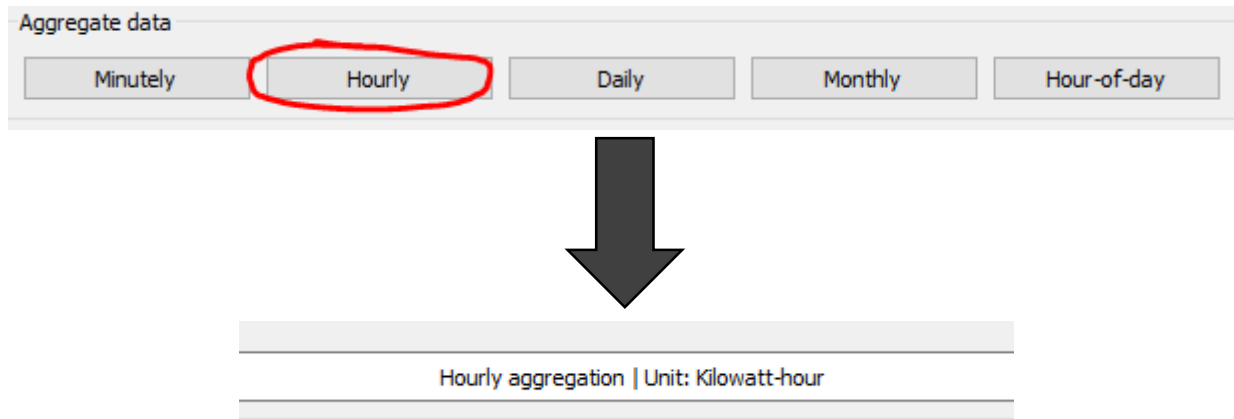 Aggregate data
Minutely Hourly Daily Monthly Hour-of-day
Hourly aggregation | Unit: Kilowatt-hour